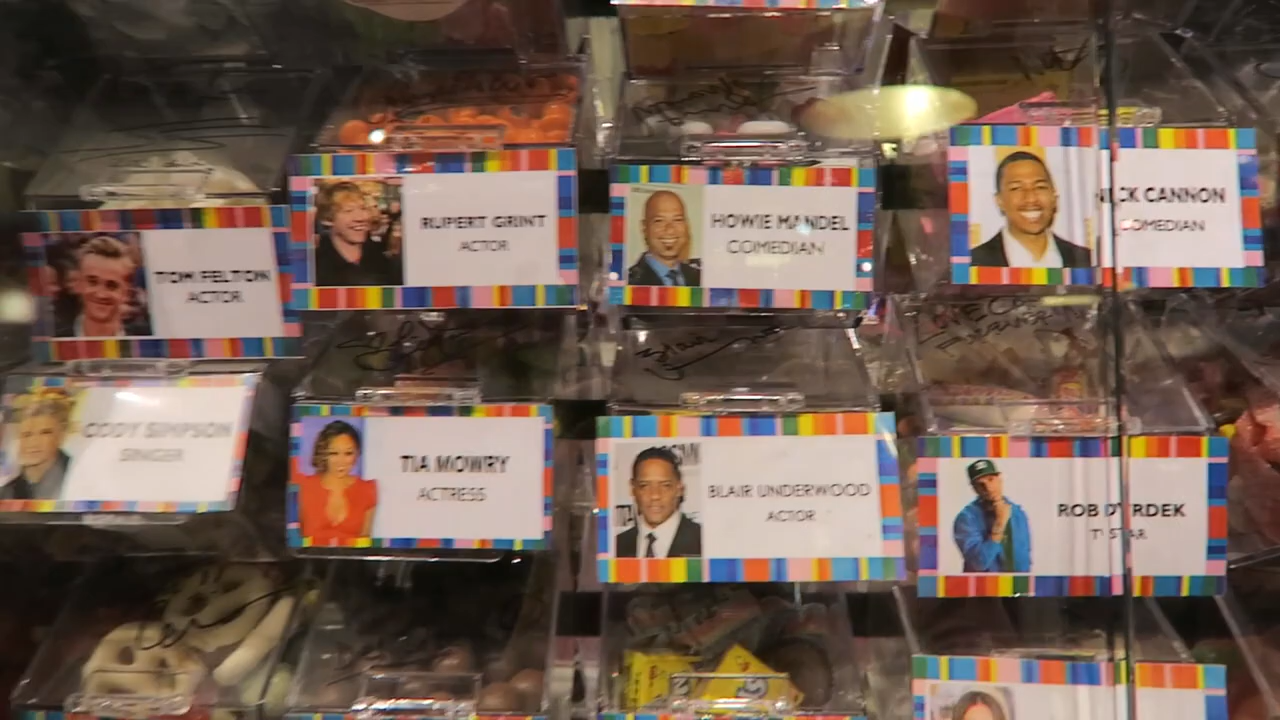 TOM FELTON
ACTOR
RUPERT GRINT
ACTOR
HOWIE MANDEL
COMEDIAN
NICK CANNON
COMEDIAN
CODY SIMPSON
SINGER
TIA MOWRY
ACTRESS
Blair
BLAIR UNDERWOOD
ACTOR
ROB DYRDEK
TV STAR